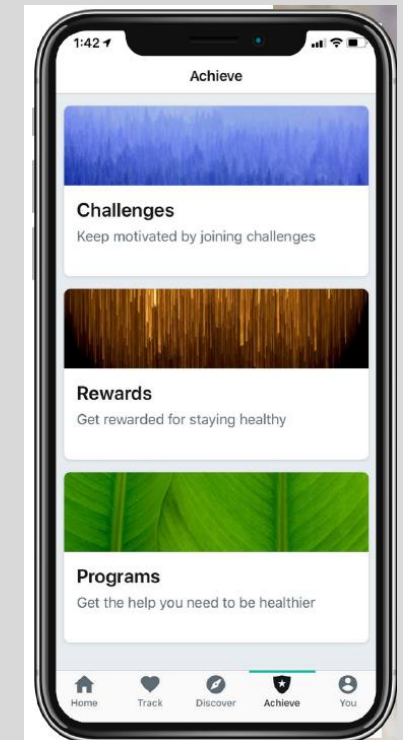 1:42
Achieve
Challenges
Keep motivated by joining challenges
Rewards
Get rewarded for staying healthy
Programs
Get the help you need to be healthier
Home Track Discover Achieve You